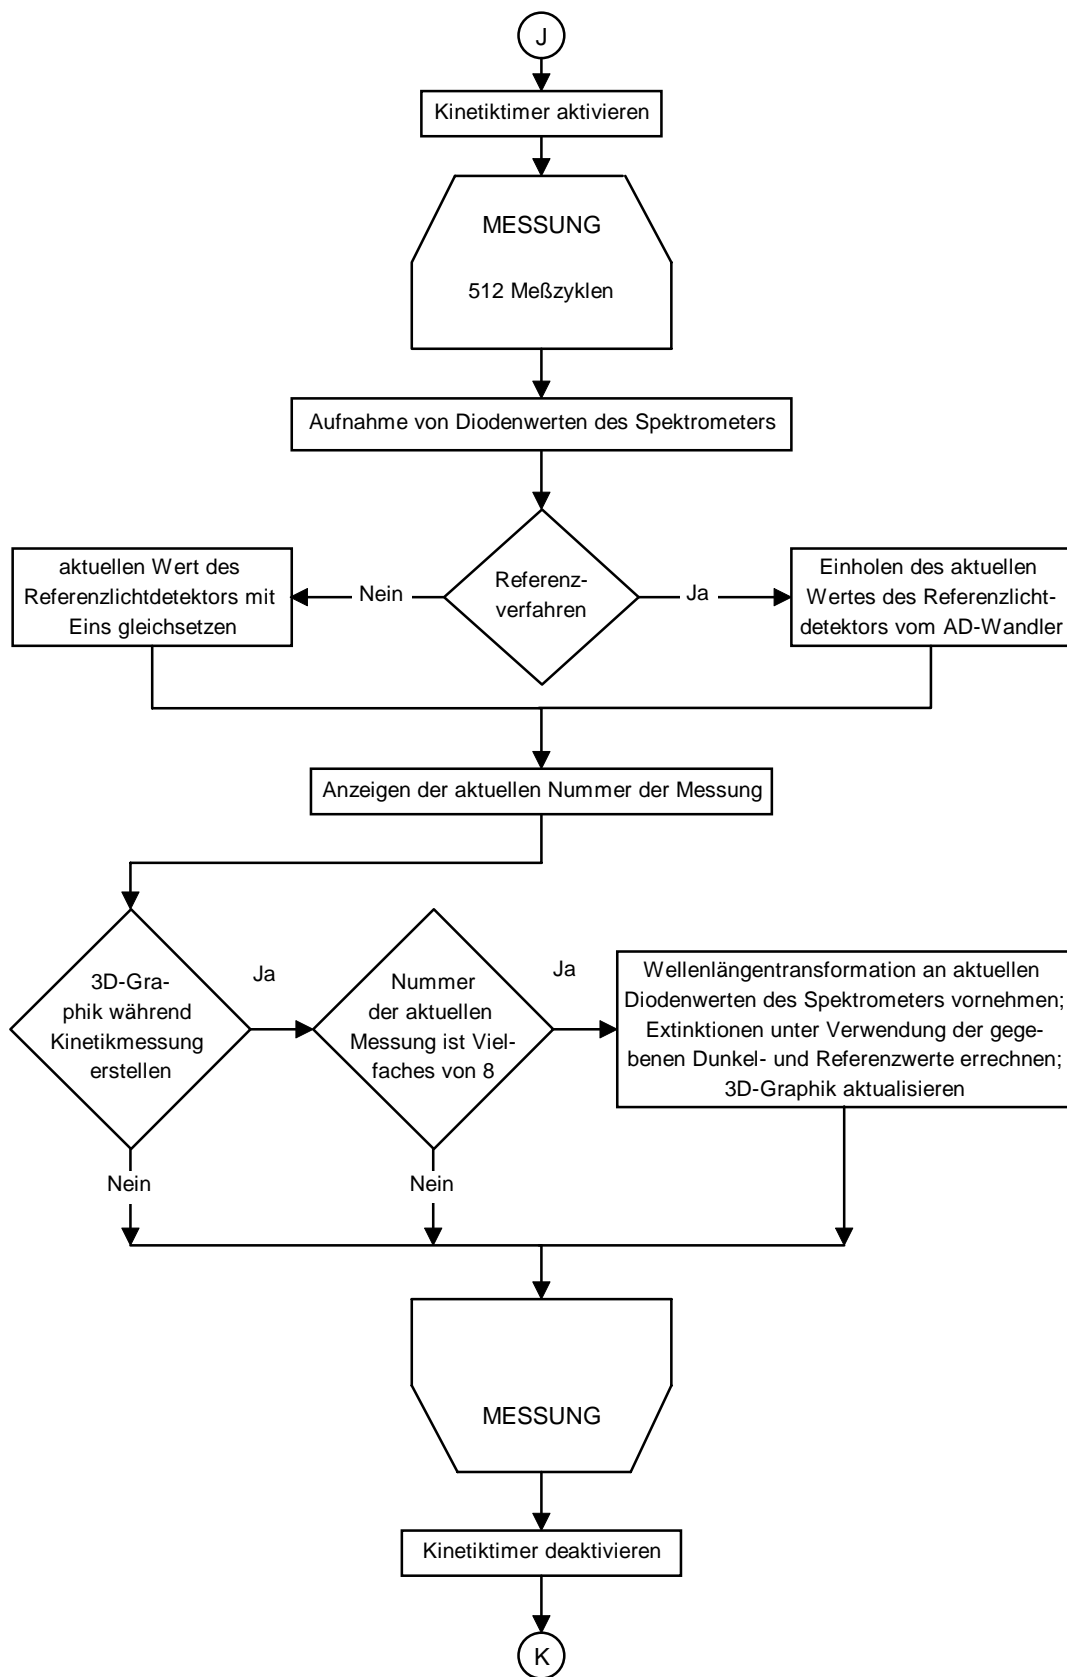 J
Kinetiktimer aktivieren
MESSUNG
512 Meßzyklen
Aufnahme von Diodenwerten des Spektrometers
aktuellen Wert des
Referenzlichtdetektors mit
Eins gleichsetzen
Nein
Referenz-
verfahren
Ja
Einholen des aktuellen
Wertes des Referenzlicht-
detektors vom AD-Wandler
Anzeigen der aktuellen Nummer der Messung
3D-Gra-
phik während
Kinetikmessung
erstellen
Ja
Nummer
der aktuellen
Messung ist Viel-
faches von 8
Ja
Wellenlängentransformation an aktuellen
Diodenwerten des Spektrometers vornehmen;
Extinktionen unter Verwendung der gege-
benen Dunkel- und Referenzwerte errechnen;
3D-Graphik aktualisieren
Nein
Nein
MESSUNG
Kinetiktimer deaktivieren
K